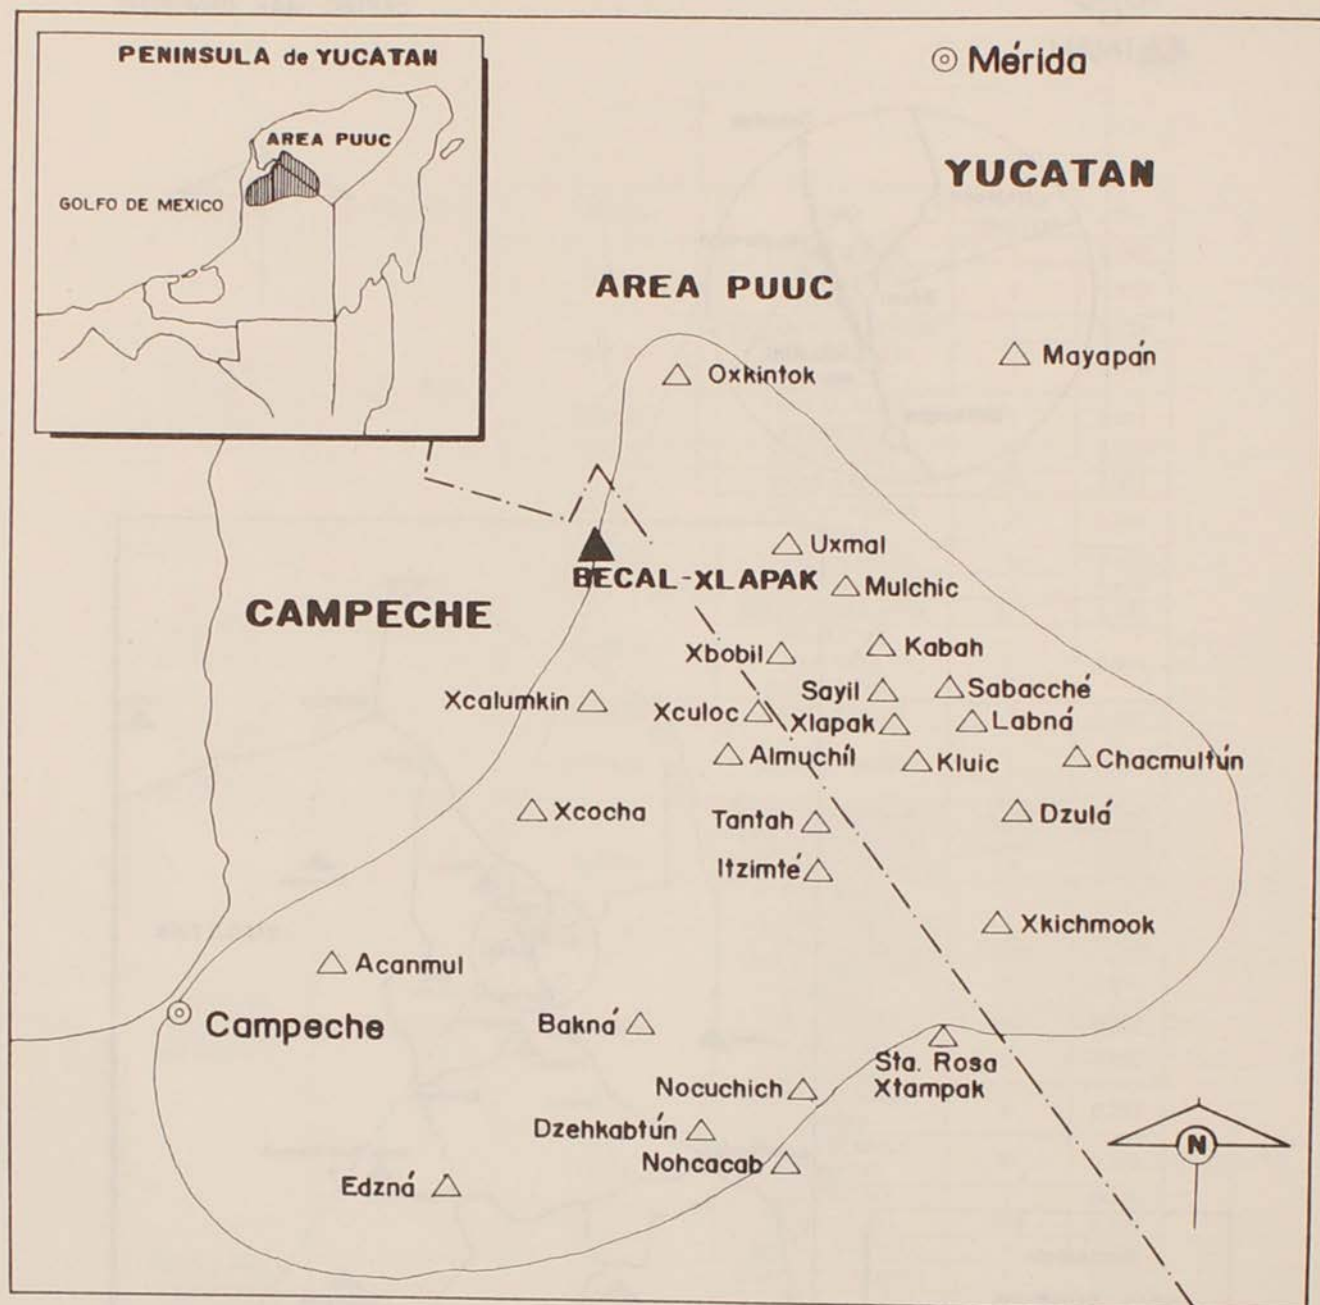 PENINSULA de YUCATAN
AREA PUUC
GOLFO DE MEXICO
Mérida
YUCATAN
AREA PUUC
Mayapán
Oxkintok
Uxmal
BECAL-XLAPAK
Mulchic
CAMPECHE
Xbobil
Kabah
Sayil
Sabacché
Xcalumkin
Xculoc
Xlapak
Labná
Almuchíl
Kluic
Chacmultún
Xcocha
Tantah
Dzulá
Itzimté
Xkichmook
Acanmul
Campeche
Bakná
Sta. Rosa
Xtampak
Nocuchich
Dzehkabtún
Nohcacab
Edzná
N